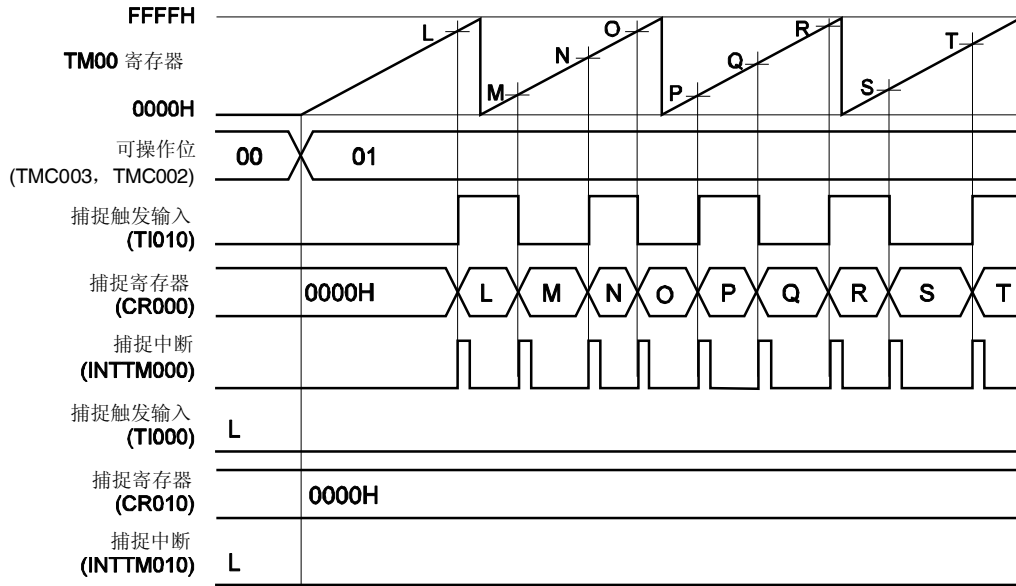 FFFFH
TM00 寄存器
0000H
L
M
N
O
P
Q
R
S
T
可操作位
(TMC003，TMC002)
00
01
捕捉触发输入
(TI010)
捕捉寄存器
(CR000)
0000H
L
M
N
O
P
Q
R
S
T
捕捉中断
(INTTM000)
捕捉触发输入
(TI000)
L
捕捉寄存器
(CR010)
0000H
捕捉中断
(INTTM010)
L